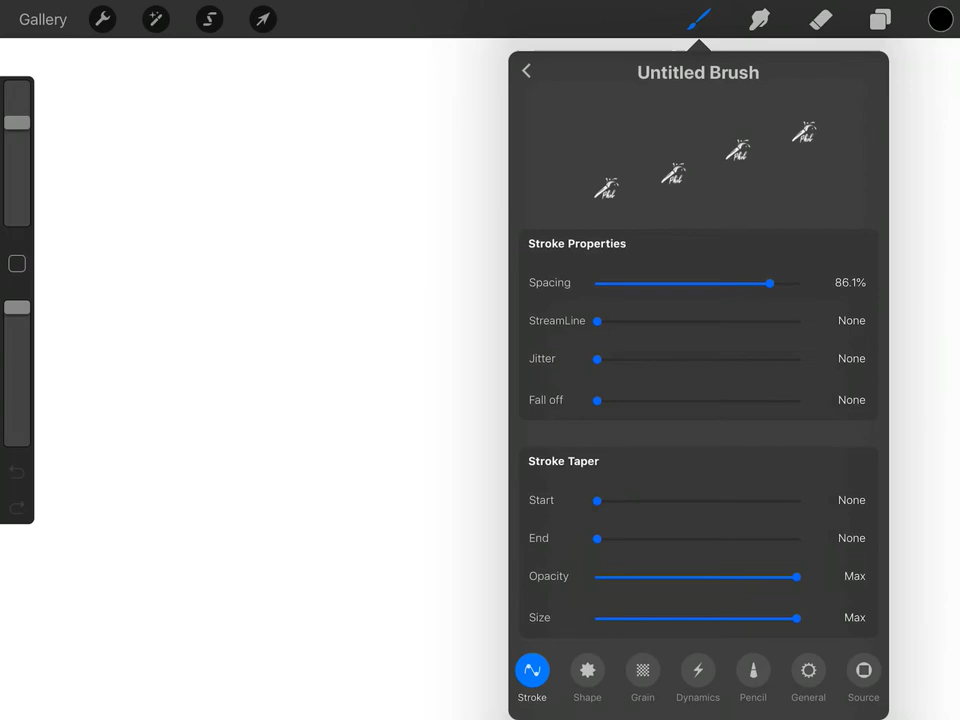 Gallery
Untitled Brush
Stroke Properties
Spacing 86.1%
StreamLine None
Jitter None
Fall off None
Stroke Taper
Start None
End None
Opacity Max
Size Max
Stroke Shape Grain Dynamics Pencil General Source